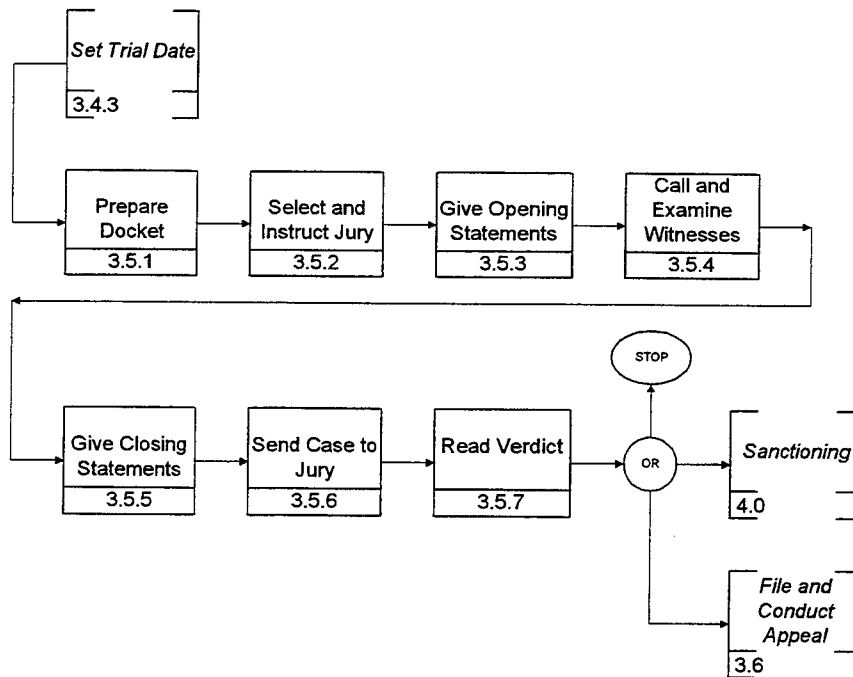 Set Trial Date
3.4.3
Prepare
Docket
3.5.1
Select and
Instruct Jury
3.5.2
Give Opening
Statements
3.5.3
Call and
Examine
Witnesses
3.5.4
Give Closing
Statements
3.5.5
Send Case to
Jury
3.5.6
Read Verdict
3.5.7
OR
STOP
Sanctioning
4.0
File and
Conduct
Appeal
3.6